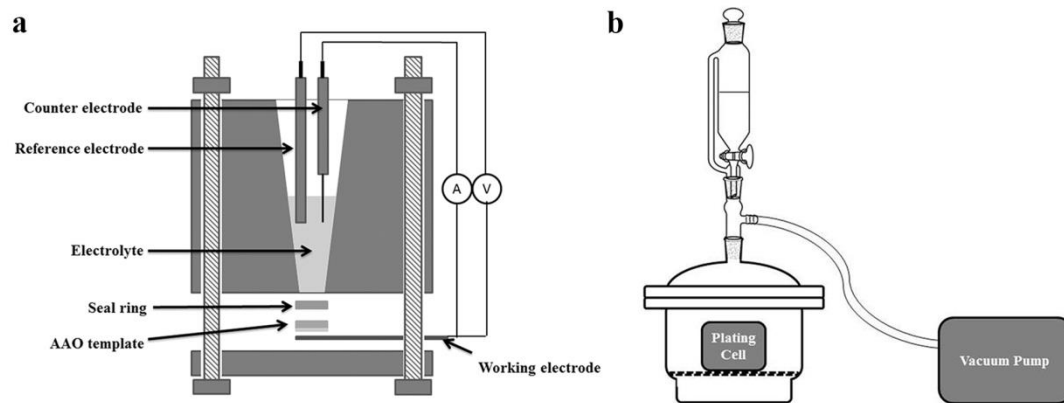 a
Counter electrode
Reference electrode
A
V
Electrolyte
Seal ring
AAO template
Working electrode
b
Plating
Cell
Vacuum Pump